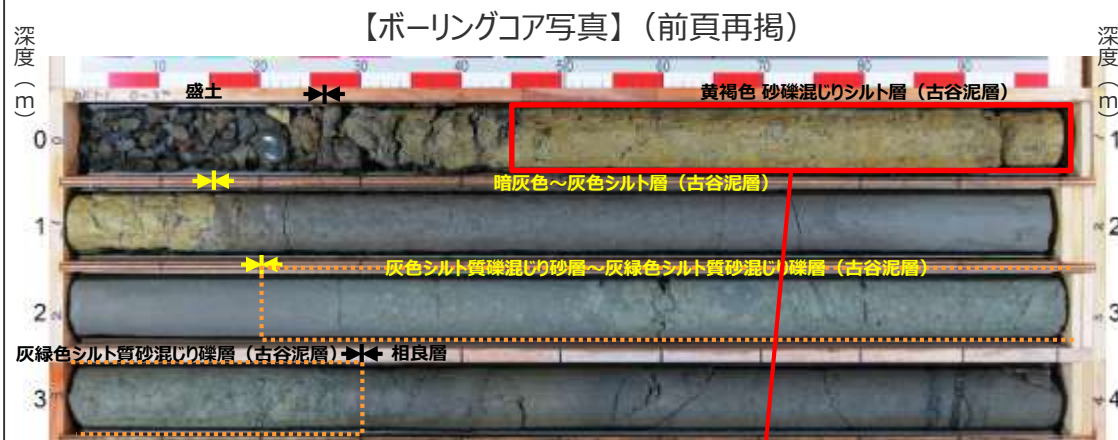 【ボーリングコア写真】（前頁再掲）
深度（m）
深度（m）
10 20 30 40 50 60 70 80 90
盛土
黄褐色 砂礫混じりシルト層（古谷泥層）
0
1
暗灰色～灰色シルト層（古谷泥層）
1
2
灰色シルト質礫混じり砂層～灰緑色シルト質砂混じり礫層（古谷泥層）
2
3
灰緑色シルト質砂混じり礫層（古谷泥層）
相良層
3
4